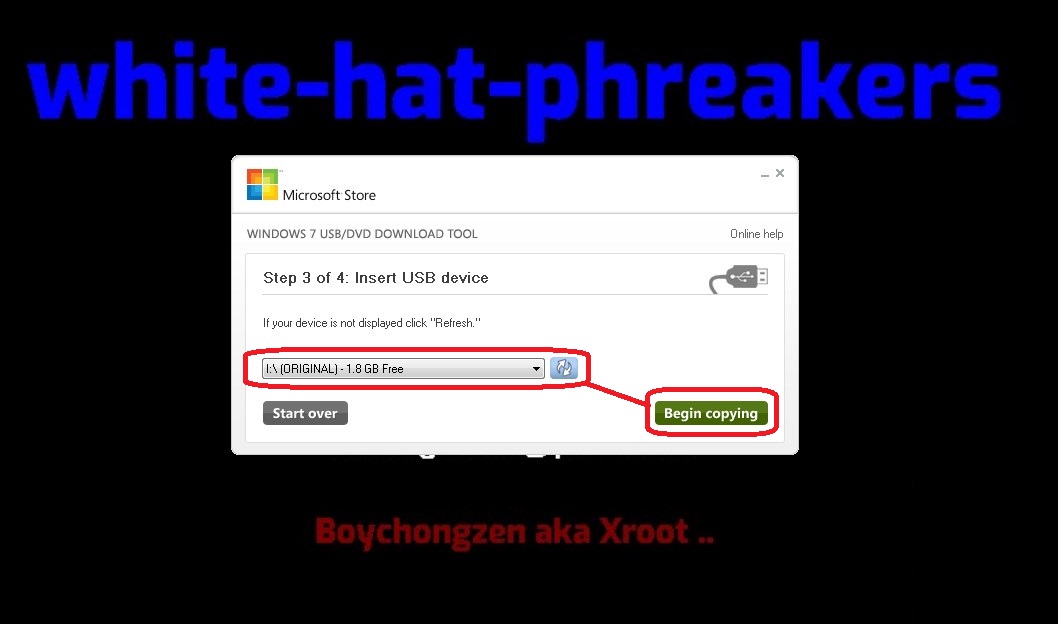 white-hat-phreakers
Microsoft Store
WINDOWS 7 USB/DVD DOWNLOAD TOOL
Online help
Step 3 of 4: Insert USB device
If your device is not displayed click "Refresh."
I:\ (ORIGINAL) - 1.8 GB Free
Start over
Begin copying
Boychongzen aka Xroot ..